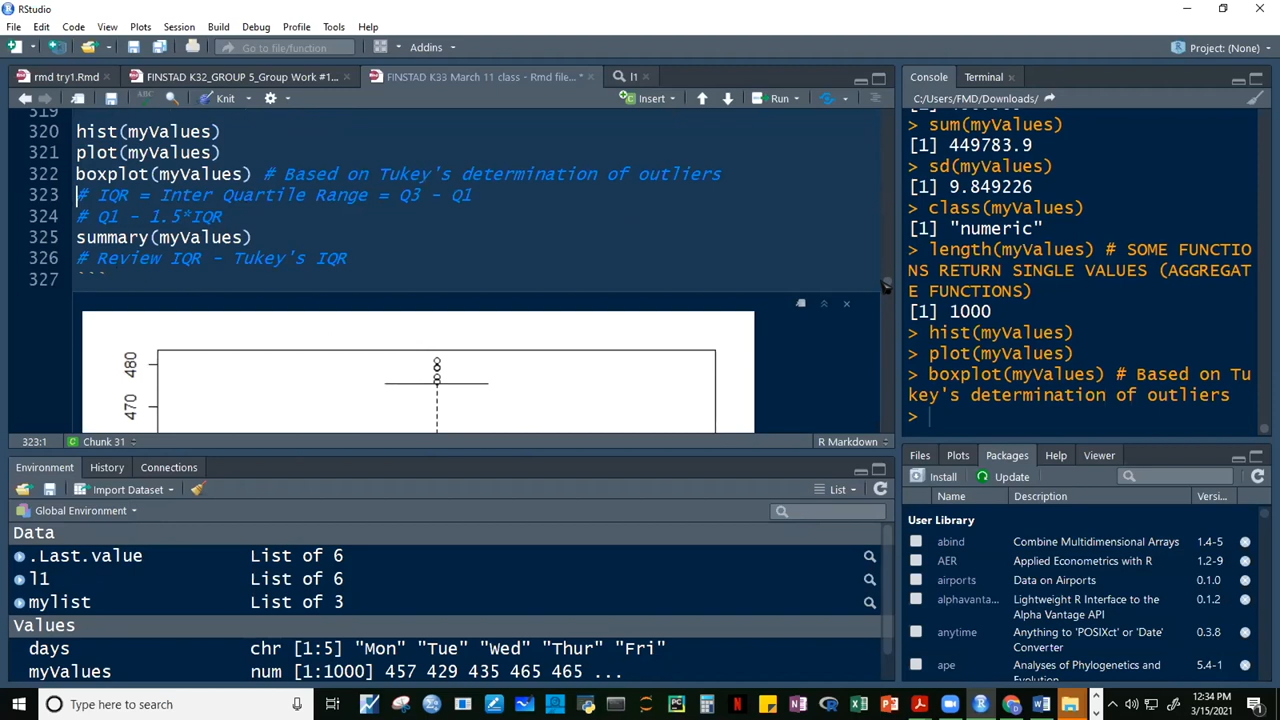 RStudio
File Edit Code View Plots Session Build Debug Profile Tools Help
Go to file/function Addins Project: (None)
rmd try1.Rmd FINSTAD K32_GROUP 5_Group Work #1... FINSTAD K33 March 11 class - Rmd file... * l1
Knit Insert Run
319
320 hist(myValues)
321 plot(myValues)
322 boxplot(myValues) # Based on Tukey's determination of outliers
323 # IQR = Inter Quartile Range = Q3 - Q1
324 # Q1 - 1.5*IQR
325 summary(myValues)
326 # Review IQR - Tukey's IQR
327 ```
480
470
323:1 Chunk 31 R Markdown
Environment History Connections
Import Dataset List
Global Environment
Data
.Last.value List of 6
l1 List of 6
mylist List of 3
Values
days chr [1:5] "Mon" "Tue" "Wed" "Thur" "Fri"
myValues num [1:1000] 457 429 435 465 465 ...
Console Terminal
C:/Users/FMD/Downloads/
> sum(myValues)
[1] 449783.9
> sd(myValues)
[1] 9.849226
> class(myValues)
[1] "numeric"
> length(myValues) # SOME FUNCTIO
NS RETURN SINGLE VALUES (AGGREGAT
E FUNCTIONS)
[1] 1000
> hist(myValues)
> plot(myValues)
> boxplot(myValues) # Based on Tu
key's determination of outliers
>
Files Plots Packages Help Viewer
Install Update
Name Description Versi...
User Library
abind Combine Multidimensional Arrays 1.4-5
AER Applied Econometrics with R 1.2-9
airports Data on Airports 0.1.0
alphavanta... Lightweight R Interface to the 0.1.2
Alpha Vantage API
anytime Anything to 'POSIXct' or 'Date' 0.3.8
Converter
ape Analyses of Phylogenetics and 5.4-1
Evolution
Type here to search
12:34 PM
3/15/2021